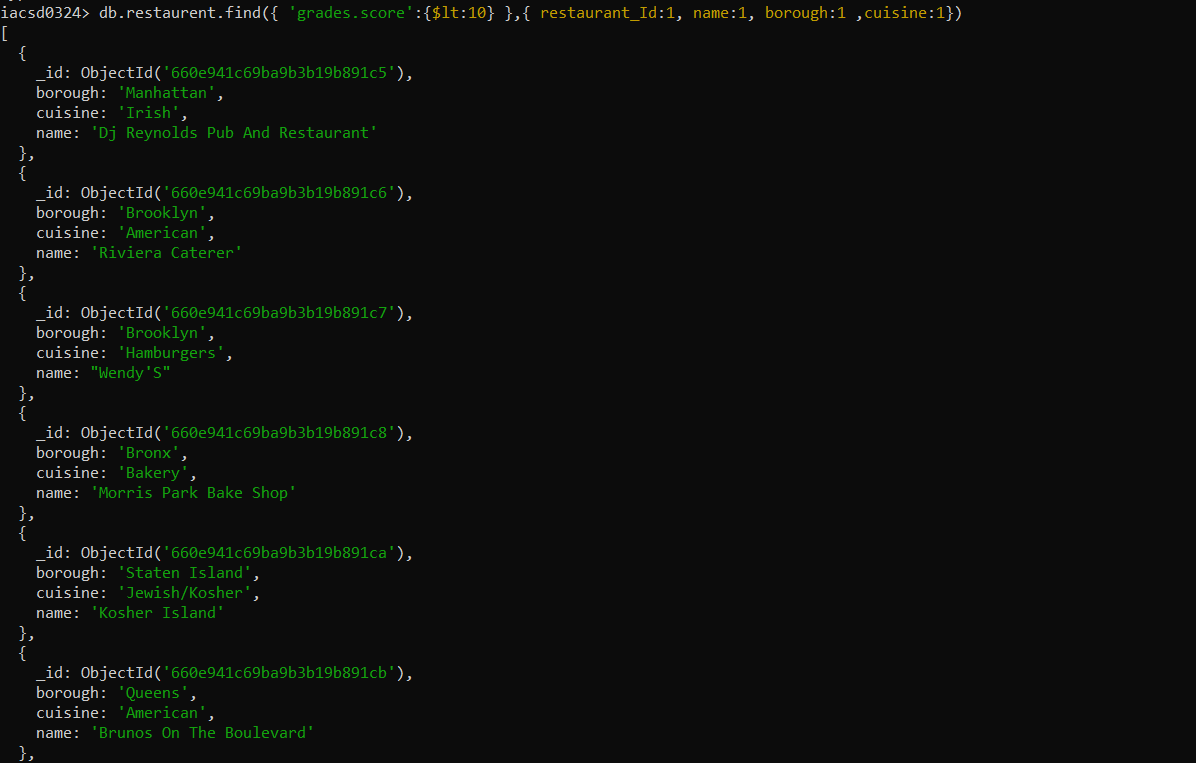 iacsd0324> db.restaurent.find({ 'grades.score':{$lt:10} },{ restaurant_Id:1, name:1, borough:1 ,cuisine:1})
[
  {
    _id: ObjectId('660e941c69ba9b3b19b891c5'),
    borough: 'Manhattan',
    cuisine: 'Irish',
    name: 'Dj Reynolds Pub And Restaurant'
  },
  {
    _id: ObjectId('660e941c69ba9b3b19b891c6'),
    borough: 'Brooklyn',
    cuisine: 'American',
    name: 'Riviera Caterer'
  },
  {
    _id: ObjectId('660e941c69ba9b3b19b891c7'),
    borough: 'Brooklyn',
    cuisine: 'Hamburgers',
    name: "Wendy'S"
  },
  {
    _id: ObjectId('660e941c69ba9b3b19b891c8'),
    borough: 'Bronx',
    cuisine: 'Bakery',
    name: 'Morris Park Bake Shop'
  },
  {
    _id: ObjectId('660e941c69ba9b3b19b891ca'),
    borough: 'Staten Island',
    cuisine: 'Jewish/Kosher',
    name: 'Kosher Island'
  },
  {
    _id: ObjectId('660e941c69ba9b3b19b891cb'),
    borough: 'Queens',
    cuisine: 'American',
    name: 'Brunos On The Boulevard'
  },